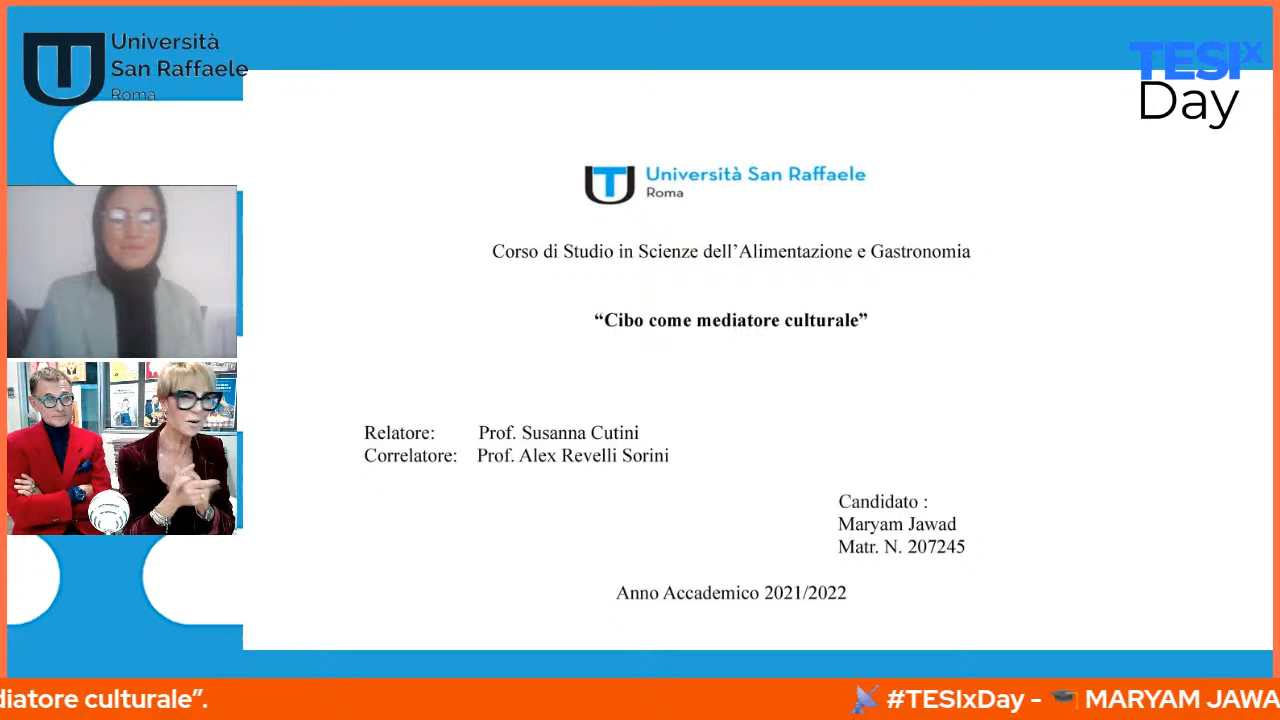 Università
San Raffaele
Roma
TESIx
Day
Università San Raffaele
Roma
Corso di Studio in Scienze dell’Alimentazione e Gastronomia
“Cibo come mediatore culturale”
Relatore: Prof. Susanna Cutini
Correlatore: Prof. Alex Revelli Sorini
Candidato :
Maryam Jawad
Matr. N. 207245
Anno Accademico 2021/2022
diatore culturale”. #TESIxDay - MARYAM JAWA